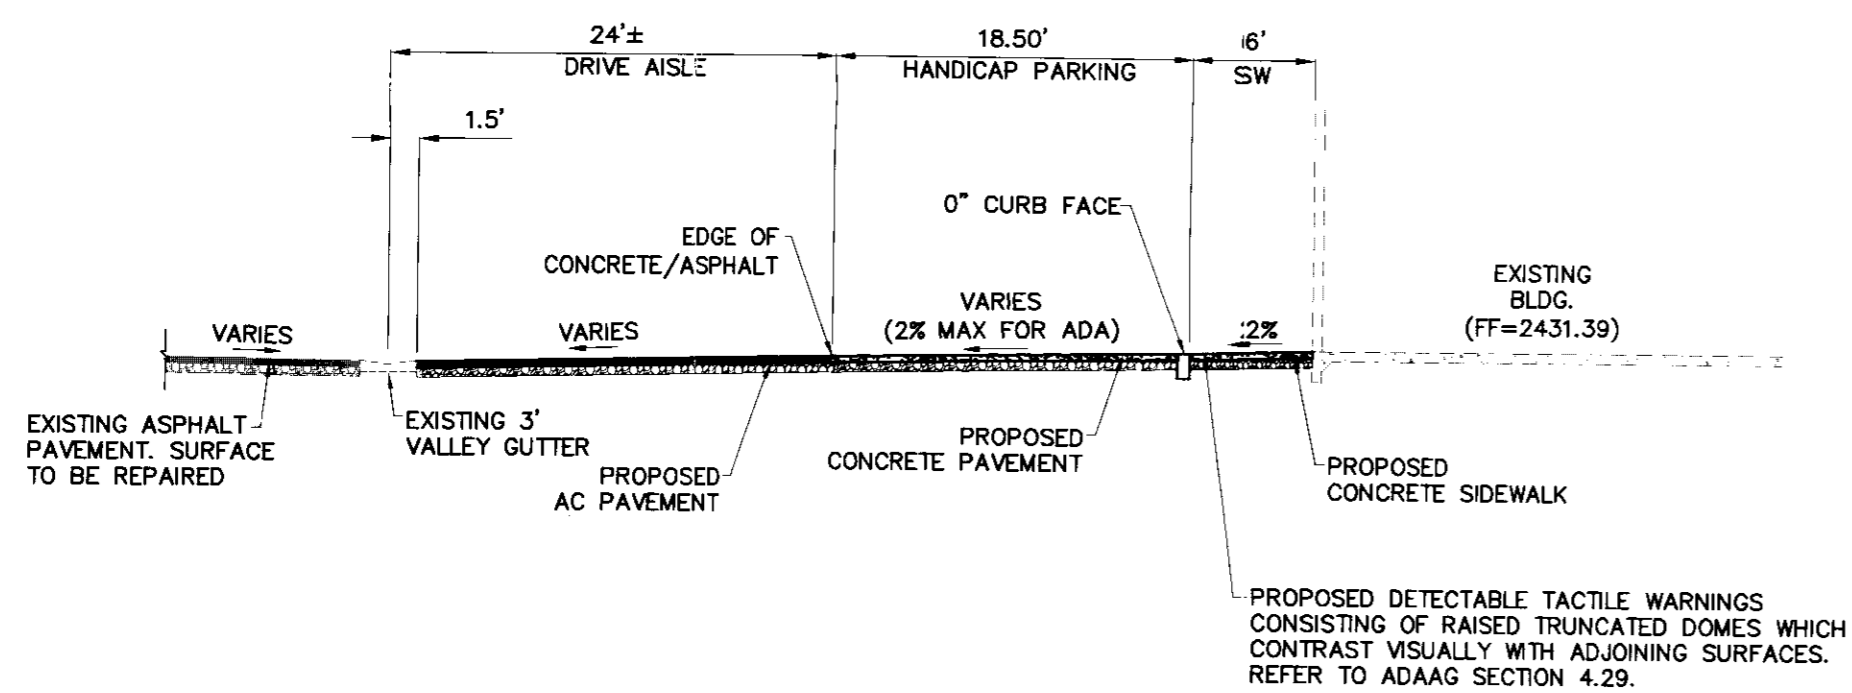 24'±
DRIVE AISLE
18.50'
HANDICAP PARKING
6'
SW
1.5'
0" CURB FACE
EDGE OF
CONCRETE/ASPHALT
VARIES
VARIES
VARIES
(2% MAX FOR ADA)
2%
EXISTING
BLDG.
(FF=2431.39)
EXISTING ASPHALT
PAVEMENT. SURFACE
TO BE REPAIRED
EXISTING 3'
VALLEY GUTTER
PROPOSED
AC PAVEMENT
PROPOSED
CONCRETE PAVEMENT
PROPOSED
CONCRETE SIDEWALK
PROPOSED DETECTABLE TACTILE WARNINGS
CONSISTING OF RAISED TRUNCATED DOMES WHICH
CONTRAST VISUALLY WITH ADJOINING SURFACES.
REFER TO ADAAG SECTION 4.29.